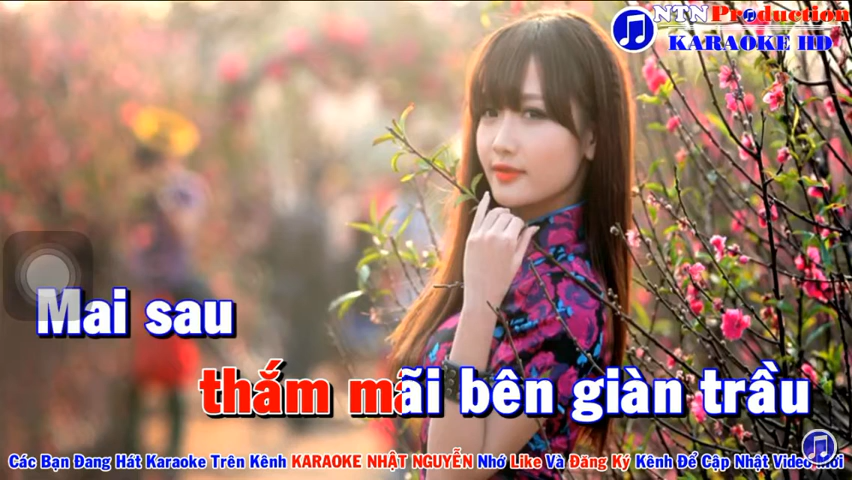 NTN Production
KARAOKE HD
Mai sau
thắm mãi bên giàn trầu
Các Bạn Đang Hát Karaoke Trên Kênh KARAOKE NHẬT NGUYỄN Nhớ Like Và Đăng Ký Kênh Để Cập Nhật Video Mới